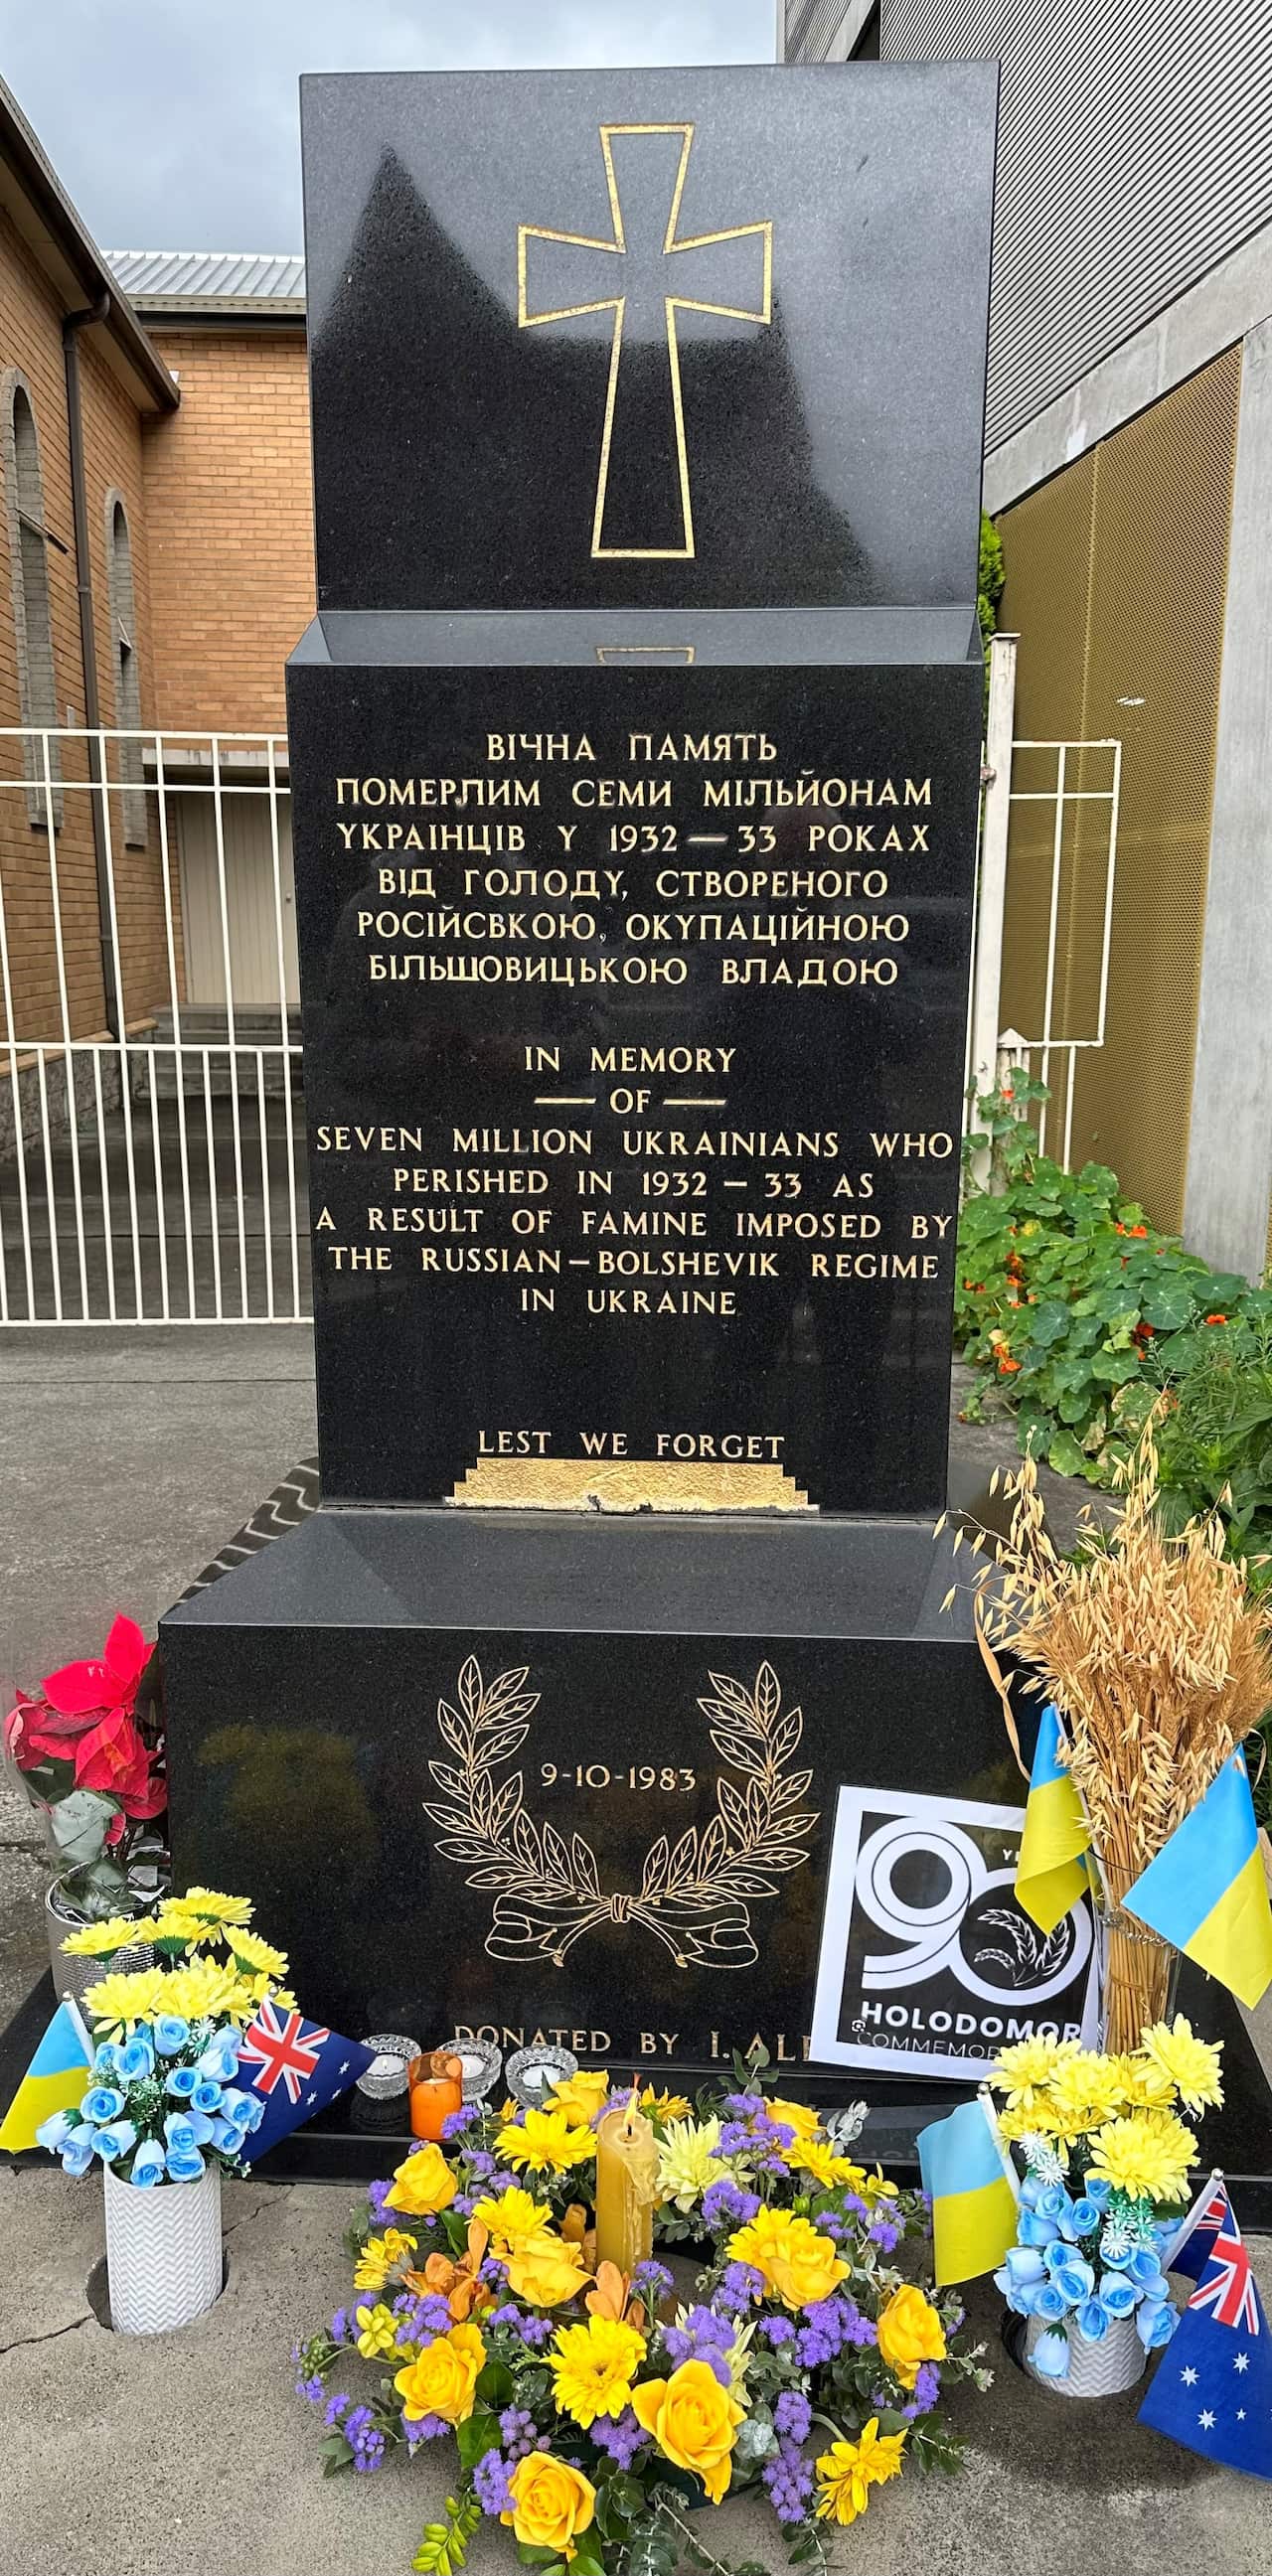 ВІЧНА ПАМЯТЬ
ПОМЕРЛИМ СЕМИ МІЛЬЙОНАМ
УКРАІНЦІВ У 1932 — 33 РОКАХ
ВІД ГОЛОДУ, СТВОРЕНОГО
РОСІЙСВКОЮ, ОКУПАЦІЙНОЮ
БІЛЬШОВИЦЬКОЮ ВЛАДОЮ
IN MEMORY
— OF —
SEVEN MILLION UKRAINIANS WHO
PERISHED IN 1932 – 33 AS
A RESULT OF FAMINE IMPOSED BY
THE RUSSIAN–BOLSHEVIK REGIME
IN UKRAINE
LEST WE FORGET
9-10-1983
90
HOLODOMOR
DONATED BY I.